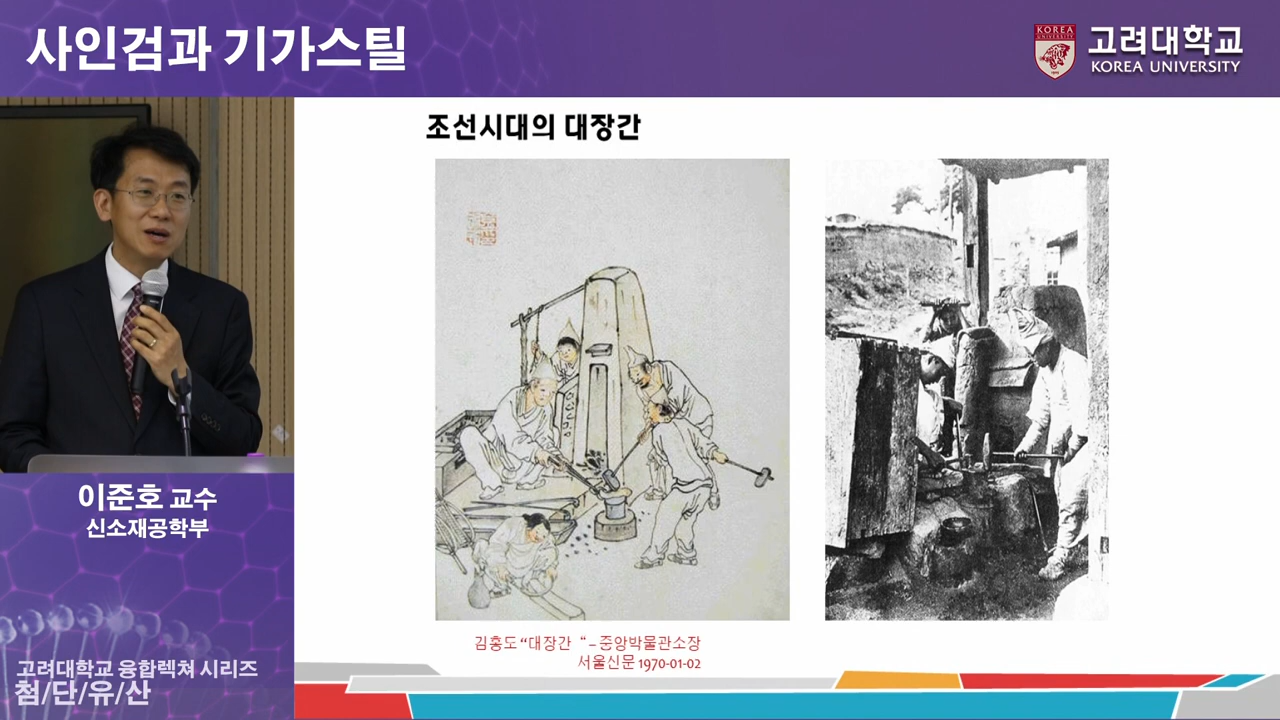 사인검과 기가스틸
KOREA
UNIVERSITY
1905
고려대학교
KOREA UNIVERSITY
조선시대의 대장간
김홍도 “대장간 “ – 중앙박물관소장
서울신문 1970-01-02
이준호 교수
신소재공학부
고려대학교 융합렉쳐 시리즈
첨/단/유/산